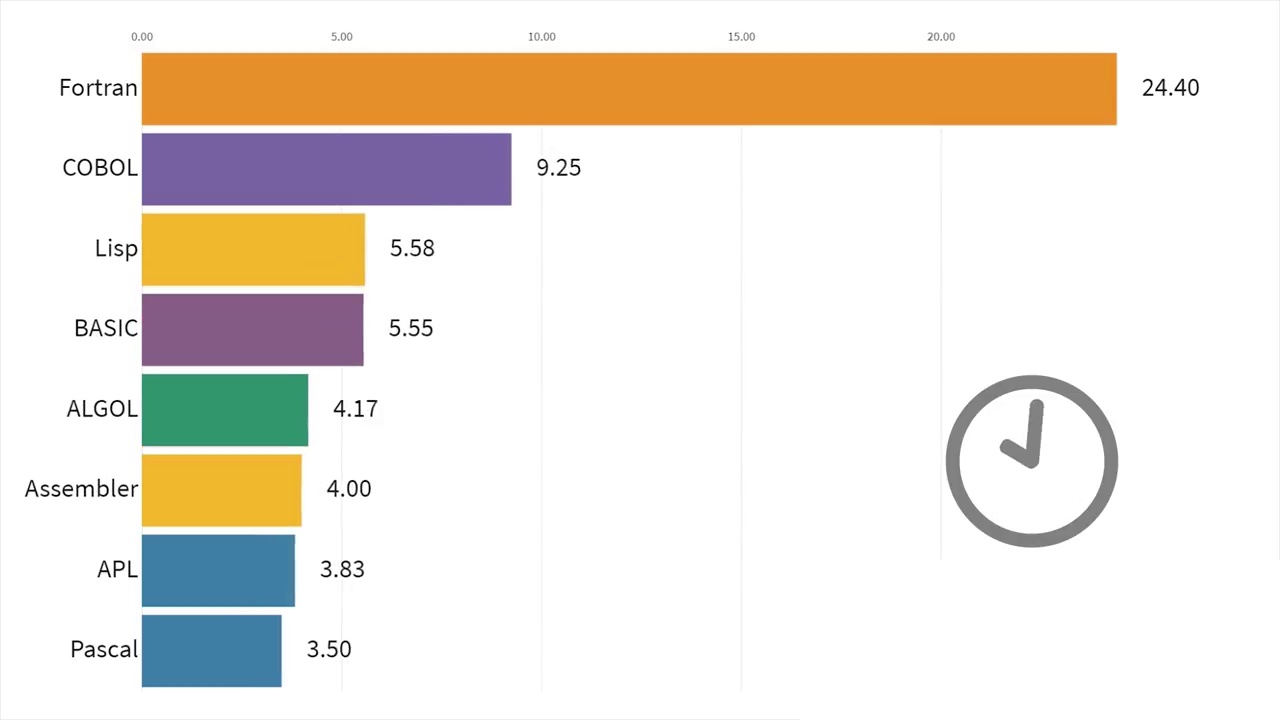 0.00 5.00 10.00 15.00 20.00
Fortran 24.40
COBOL 9.25
Lisp 5.58
BASIC 5.55
ALGOL 4.17
Assembler 4.00
APL 3.83
Pascal 3.50